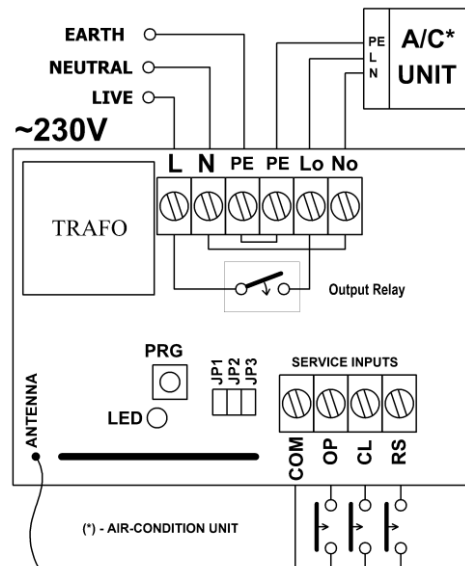 EARTH
NEUTRAL
LIVE
~230V
PE
L
N
A/C*
UNIT
L N PE PE Lo No
TRAFO
Output Relay
PRG
LED
JP1
JP2
JP3
SERVICE INPUTS
ANTENNA
COM
OP
CL
RS
(*) - AIR-CONDITION UNIT